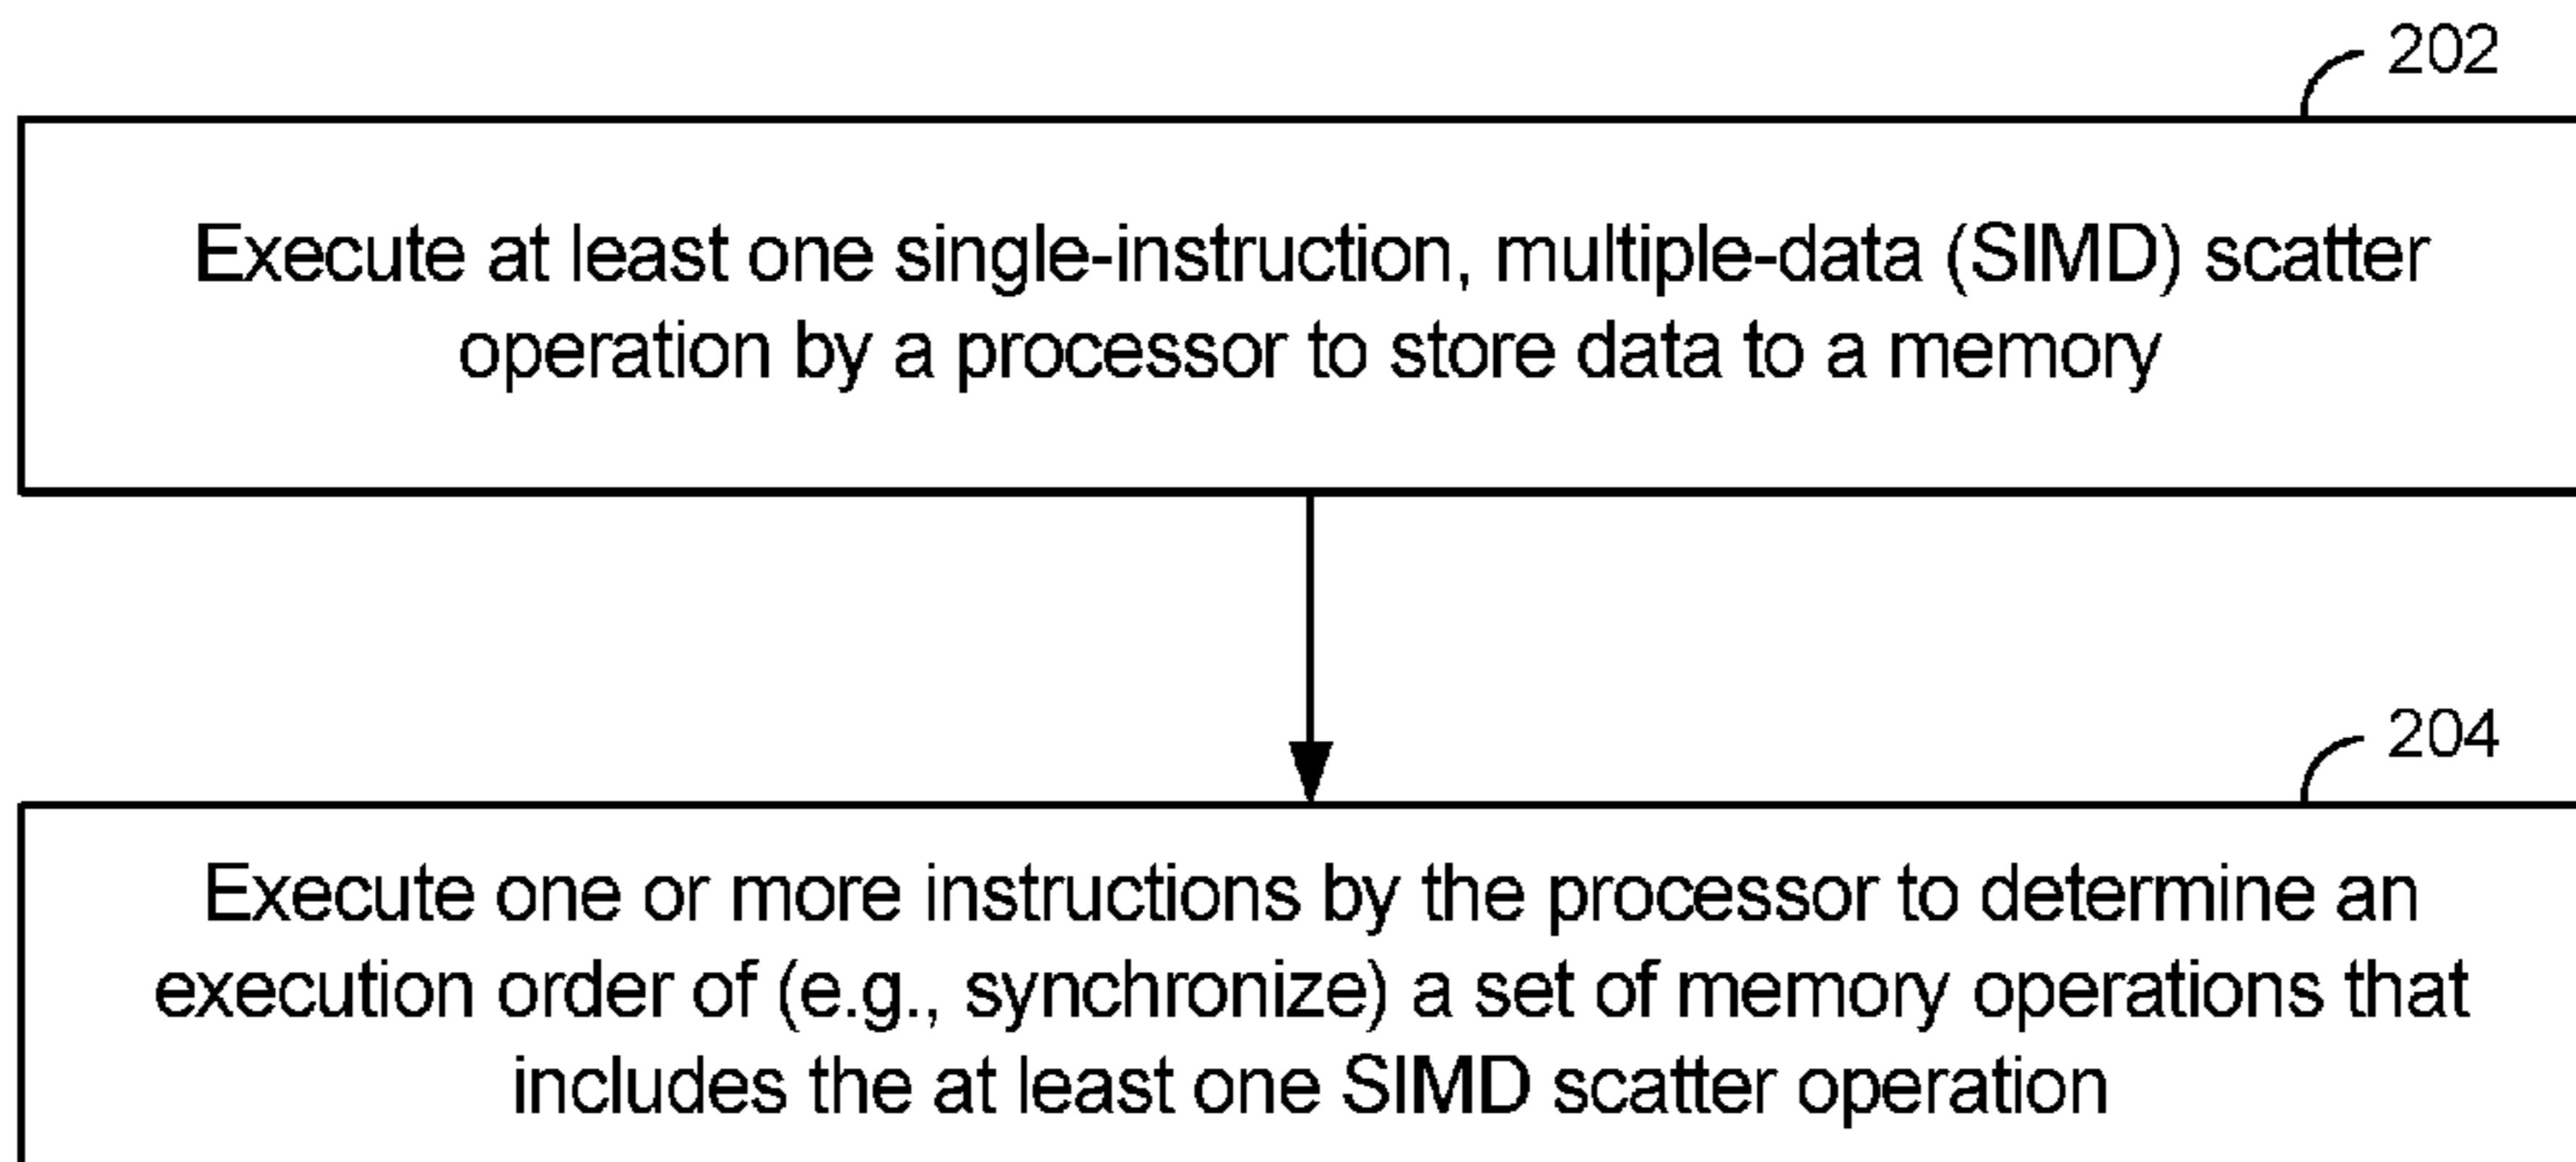 202
Execute at least one single-instruction, multiple-data (SIMD) scatter
operation by a processor to store data to a memory
204
Execute one or more instructions by the processor to determine an
execution order of (e.g., synchronize) a set of memory operations that
includes the at least one SIMD scatter operation